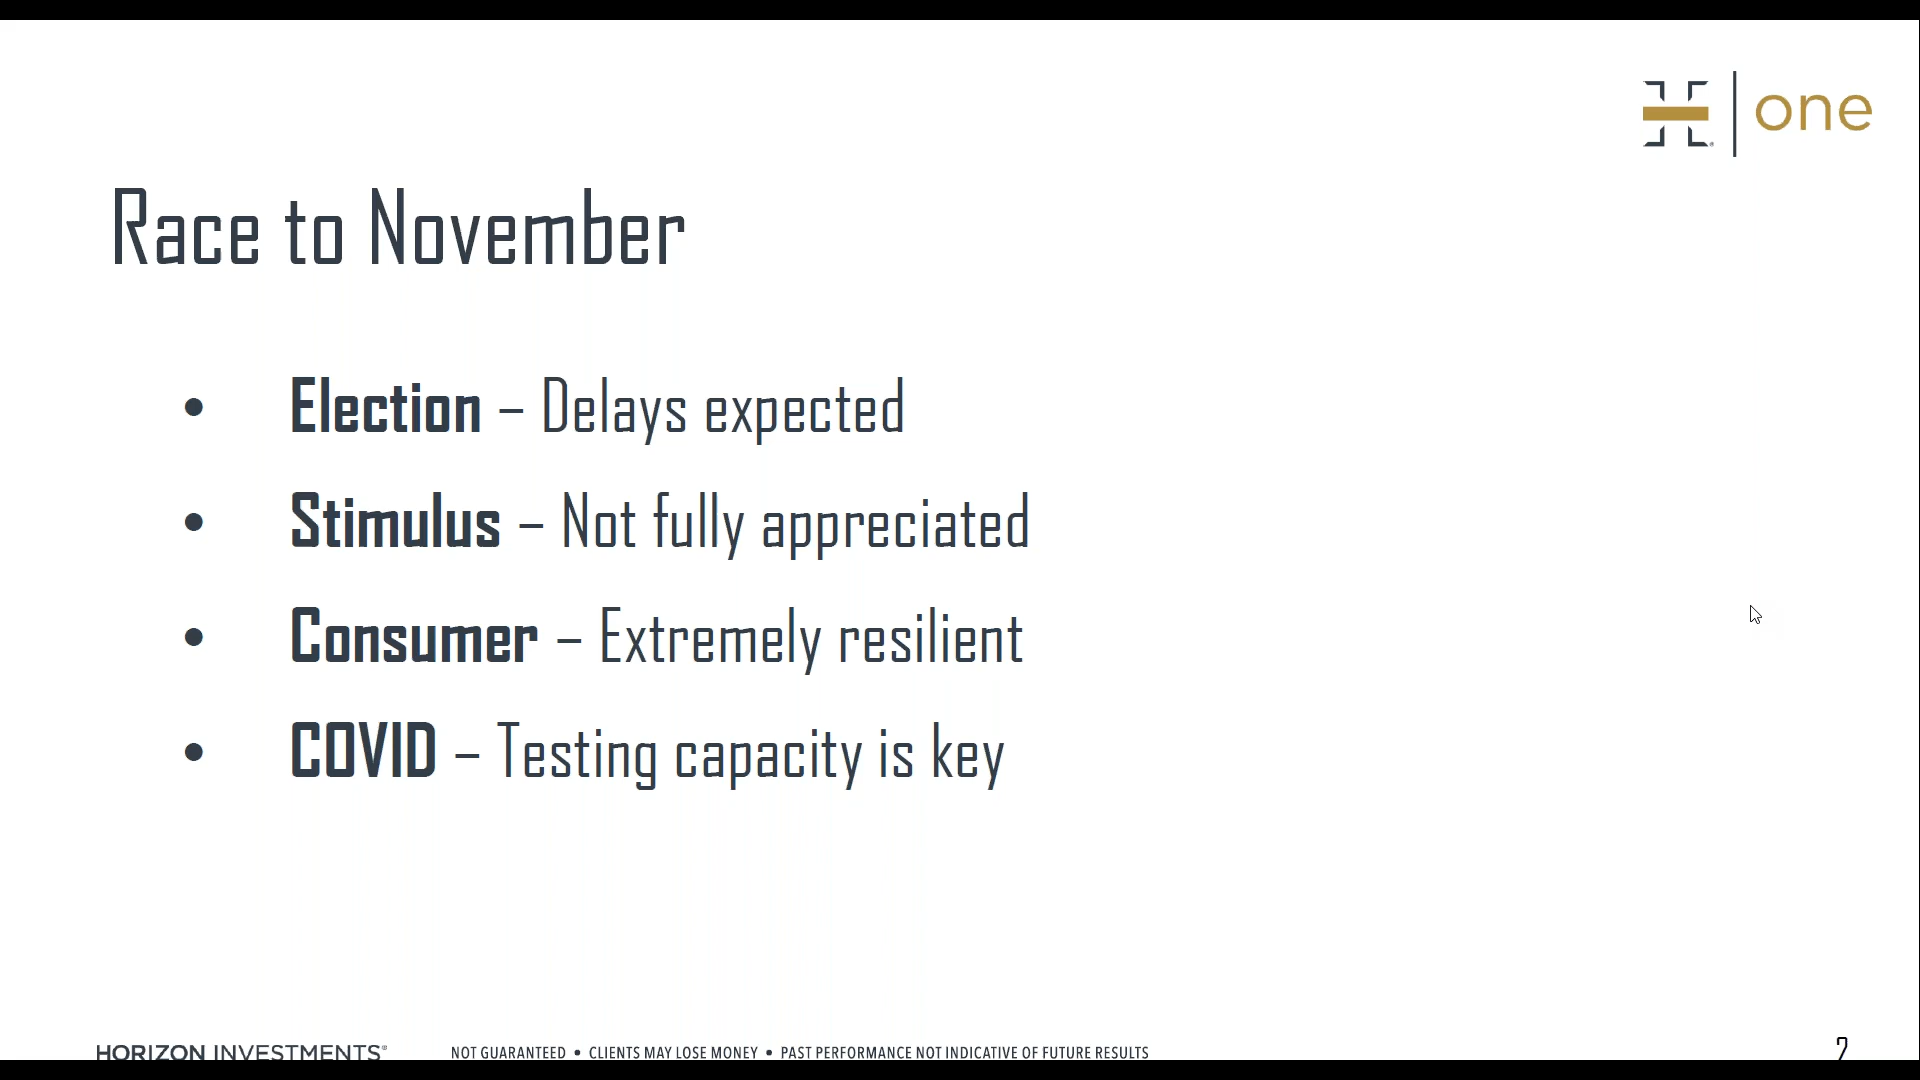 one
Race to November
• Election – Delays expected
• Stimulus – Not fully appreciated
• Consumer – Extremely resilient
• COVID – Testing capacity is key
HORIZON INVESTMENTS® NOT GUARANTEED • CLIENTS MAY LOSE MONEY • PAST PERFORMANCE NOT INDICATIVE OF FUTURE RESULTS